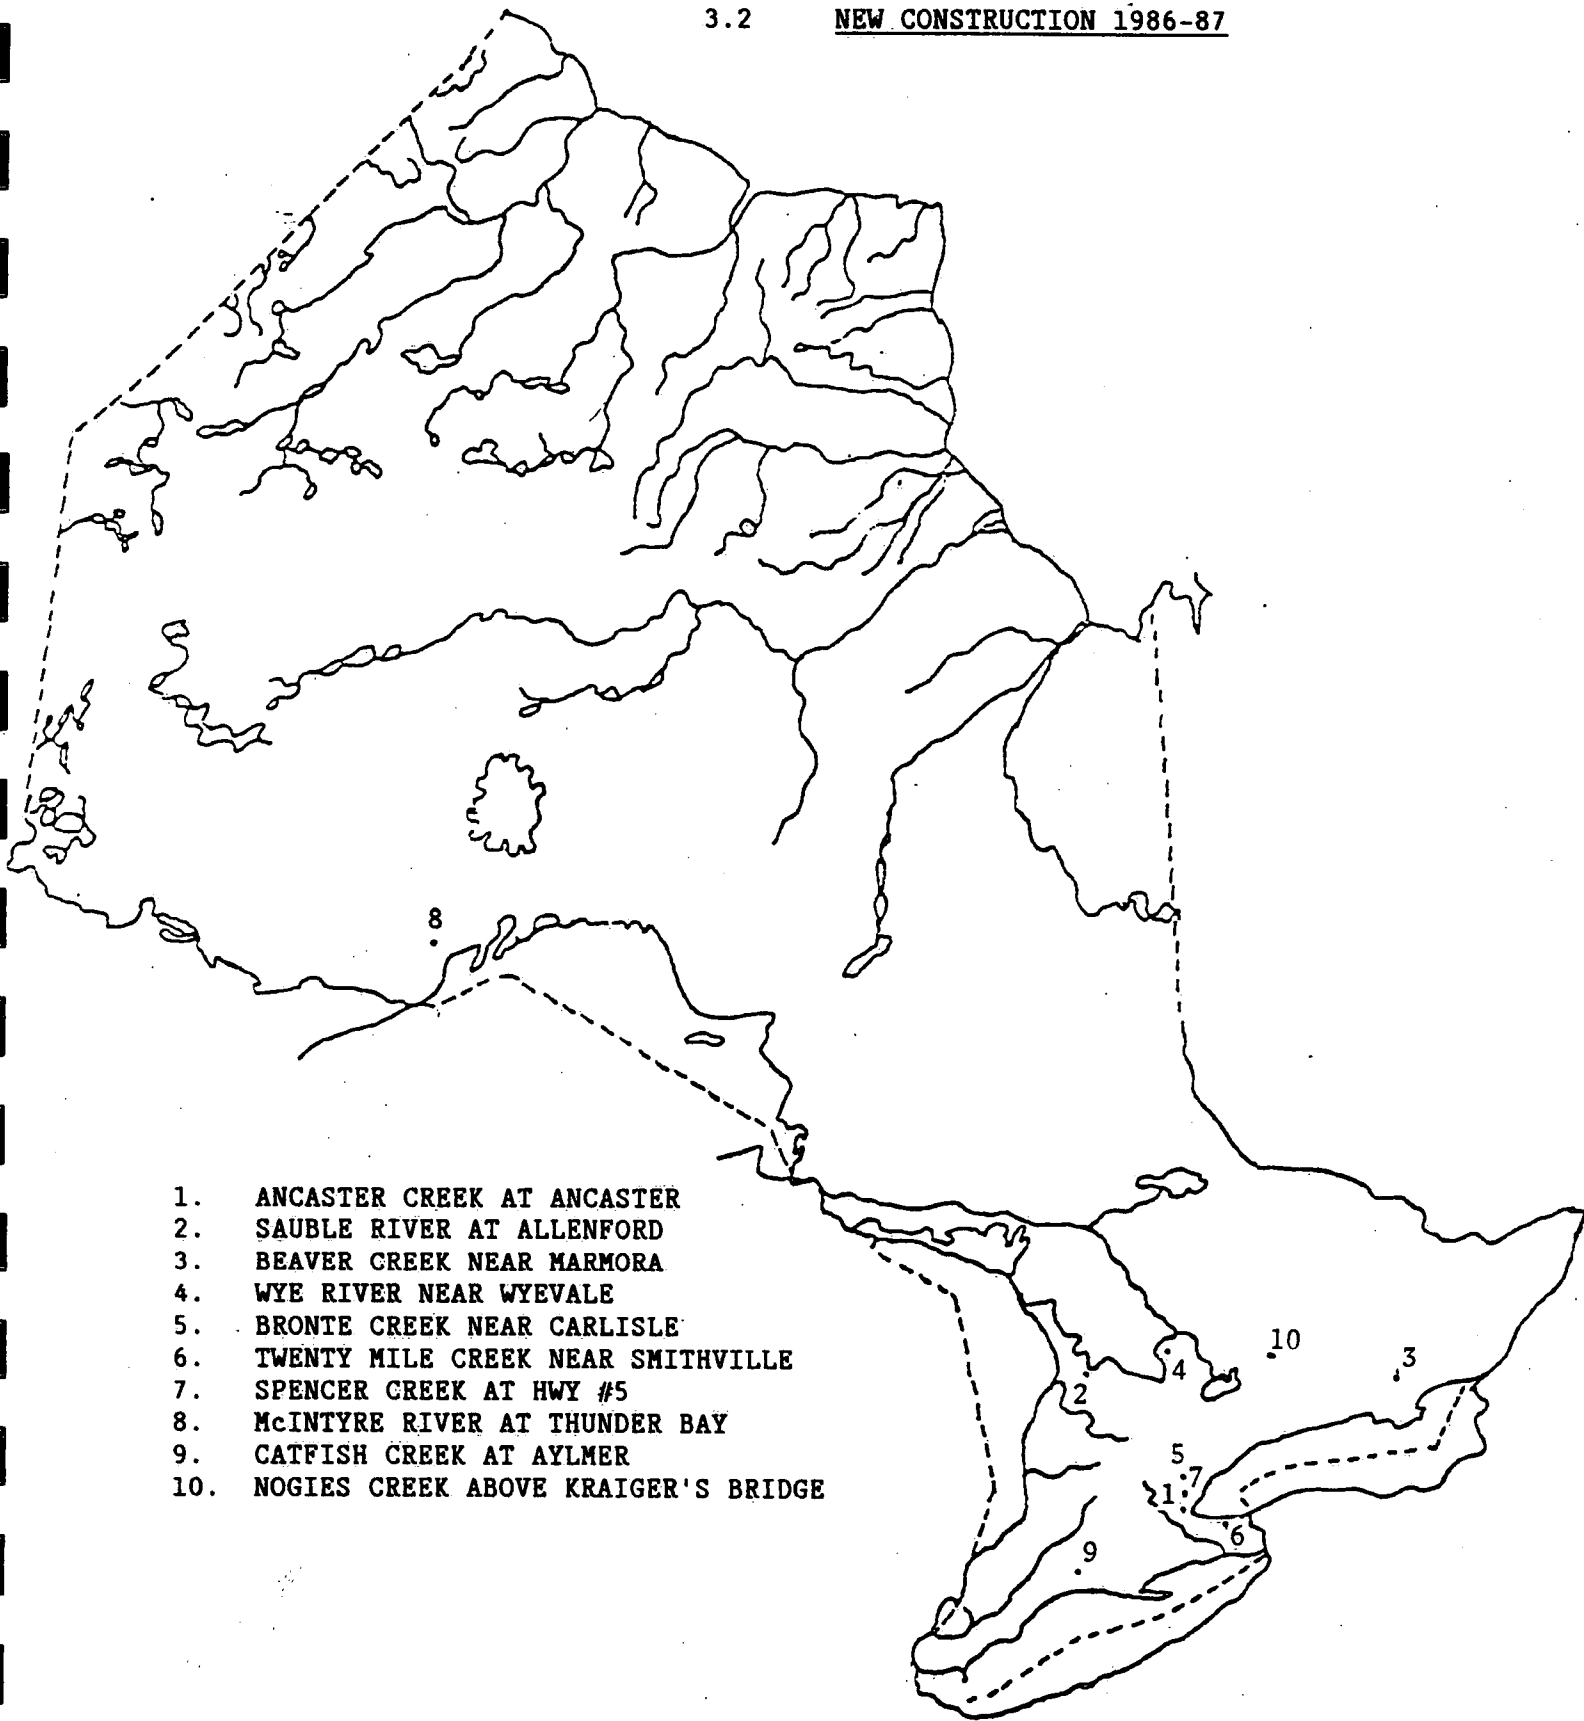 3.2 NEW CONSTRUCTION 1986-87
8
1. ANCASTER CREEK AT ANCASTER
2. SAUBLE RIVER AT ALLENFORD
3. BEAVER CREEK NEAR MARMORA
4. WYE RIVER NEAR WYEVALE
5. BRONTE CREEK NEAR CARLISLE
6. TWENTY MILE CREEK NEAR SMITHVILLE
7. SPENCER CREEK AT HWY #5
8. McINTYRE RIVER AT THUNDER BAY
9. CATFISH CREEK AT AYLMER
10. NOGIES CREEK ABOVE KRAIGER'S BRIDGE
10
3
4
2
5
7
1
6
9